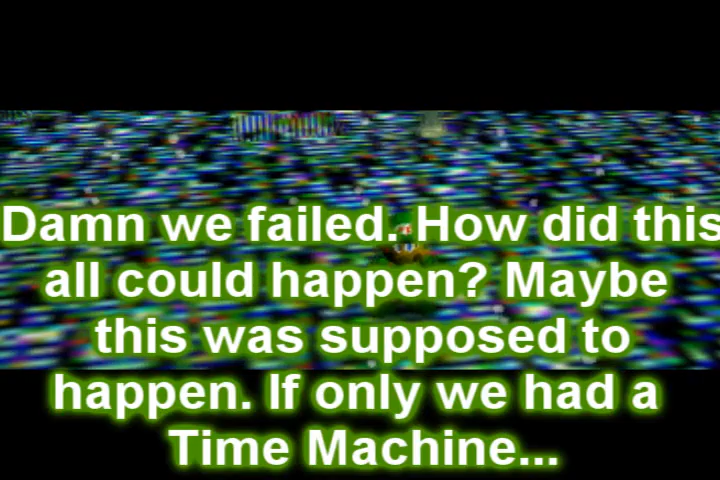 Damn we failed. How did this
all could happen? Maybe
this was supposed to
happen. If only we had a
Time Machine...